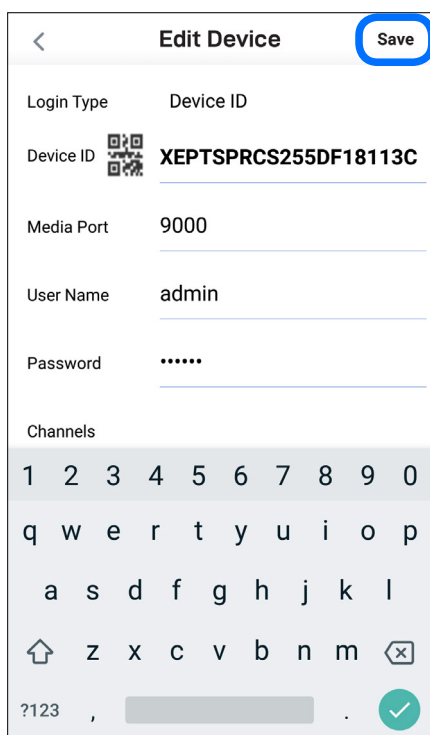 Edit Device Save
Login Type Device ID
Device ID XEPTSPRCS255DF18113C
Media Port 9000
User Name admin
Password ••••••
Channels
1 2 3 4 5 6 7 8 9 0
q w e r t y u i o p
a s d f g h j k l
z x c v b n m
?123 , .